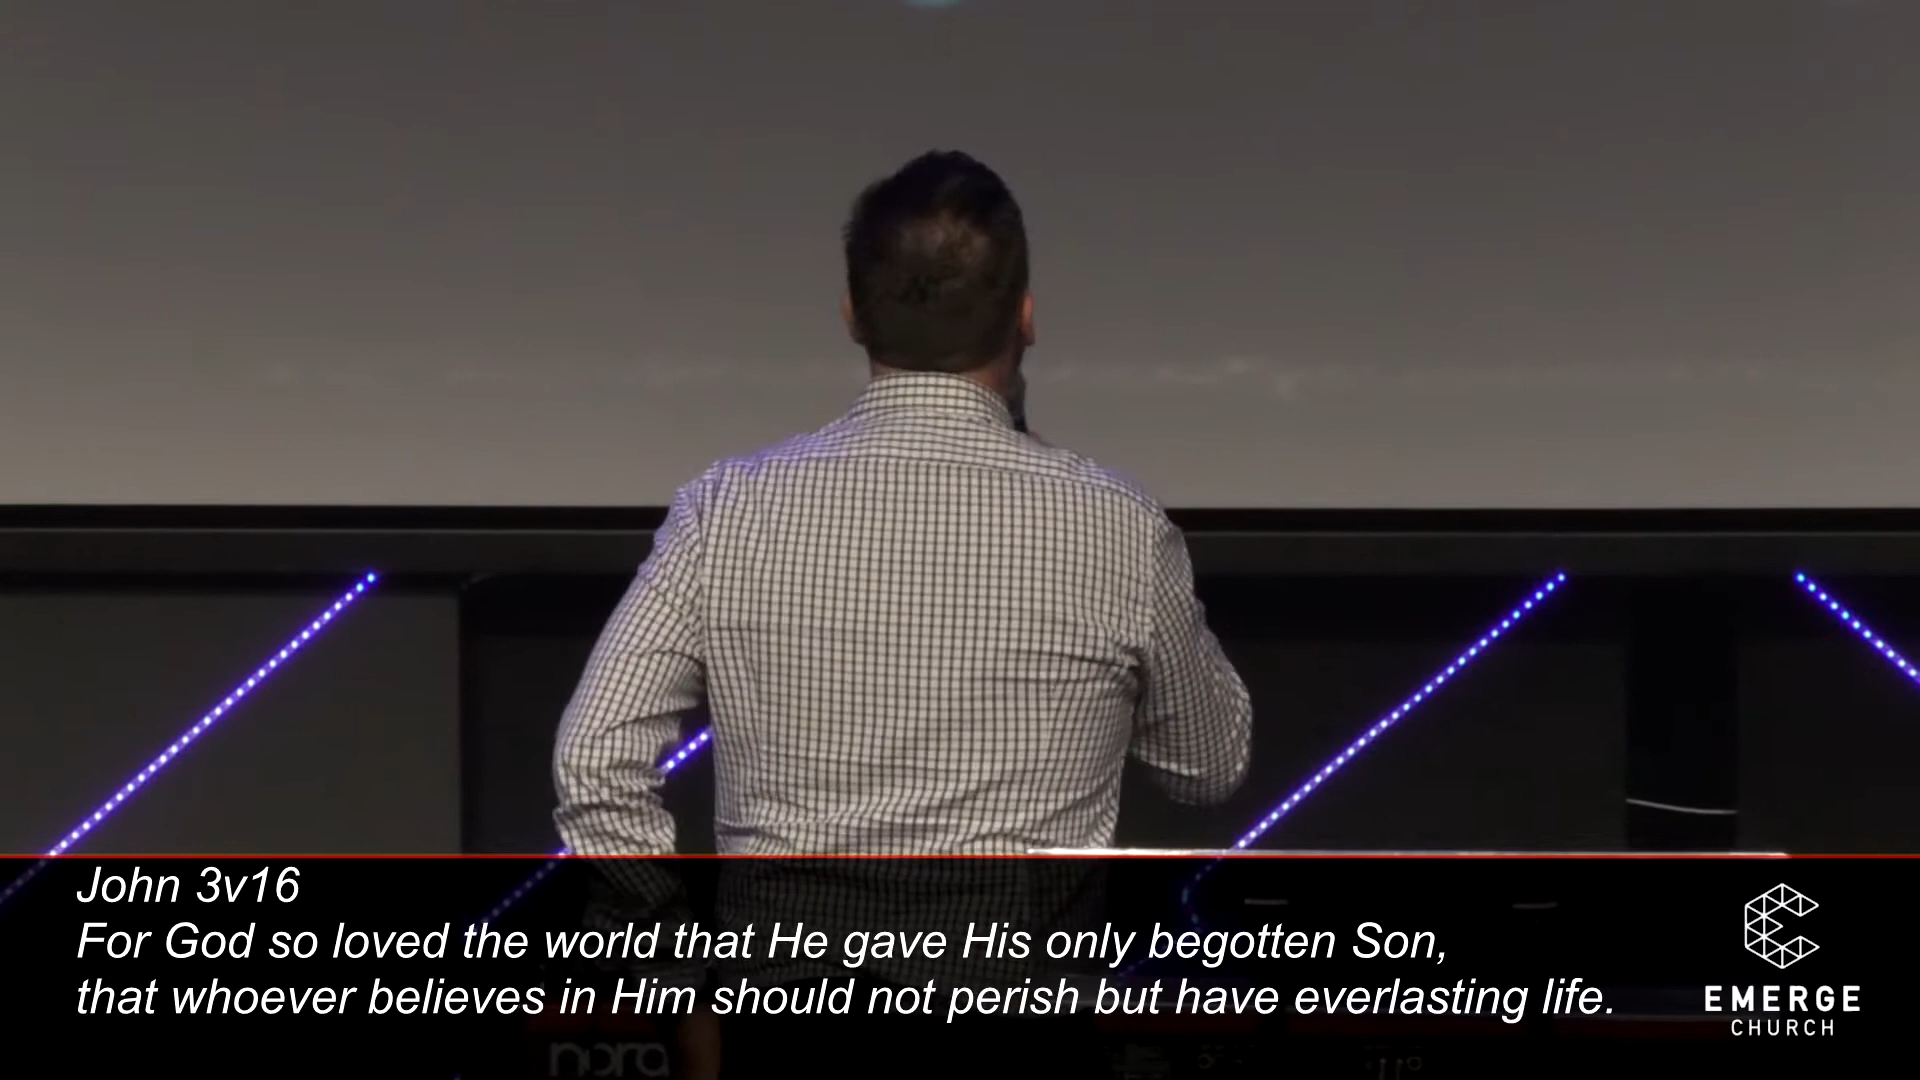 John 3v16
For God so loved the world that He gave His only begotten Son,
that whoever believes in Him should not perish but have everlasting life.
EMERGE
CHURCH
nora